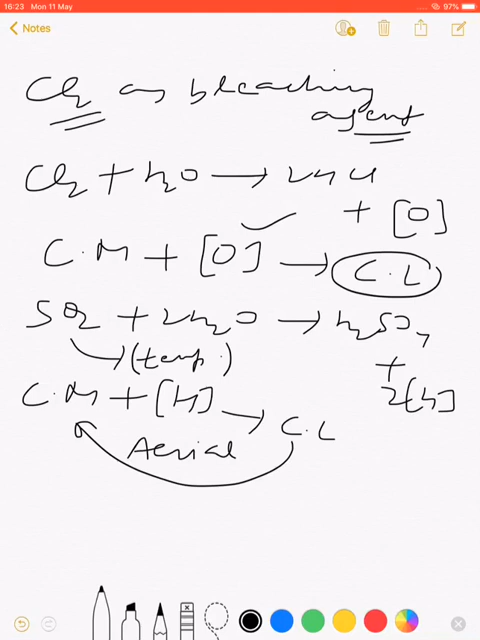 16:23 Mon 11 May 97%
Notes
Cl2 as bleaching
agent
Cl2 + H2O → 2HCl
+ [O]
C.M + [O] → C.L
SO2 + 2H2O → H2SO4
+
2[H]
(temp.)
C.M + [H] → C.L
Aerial